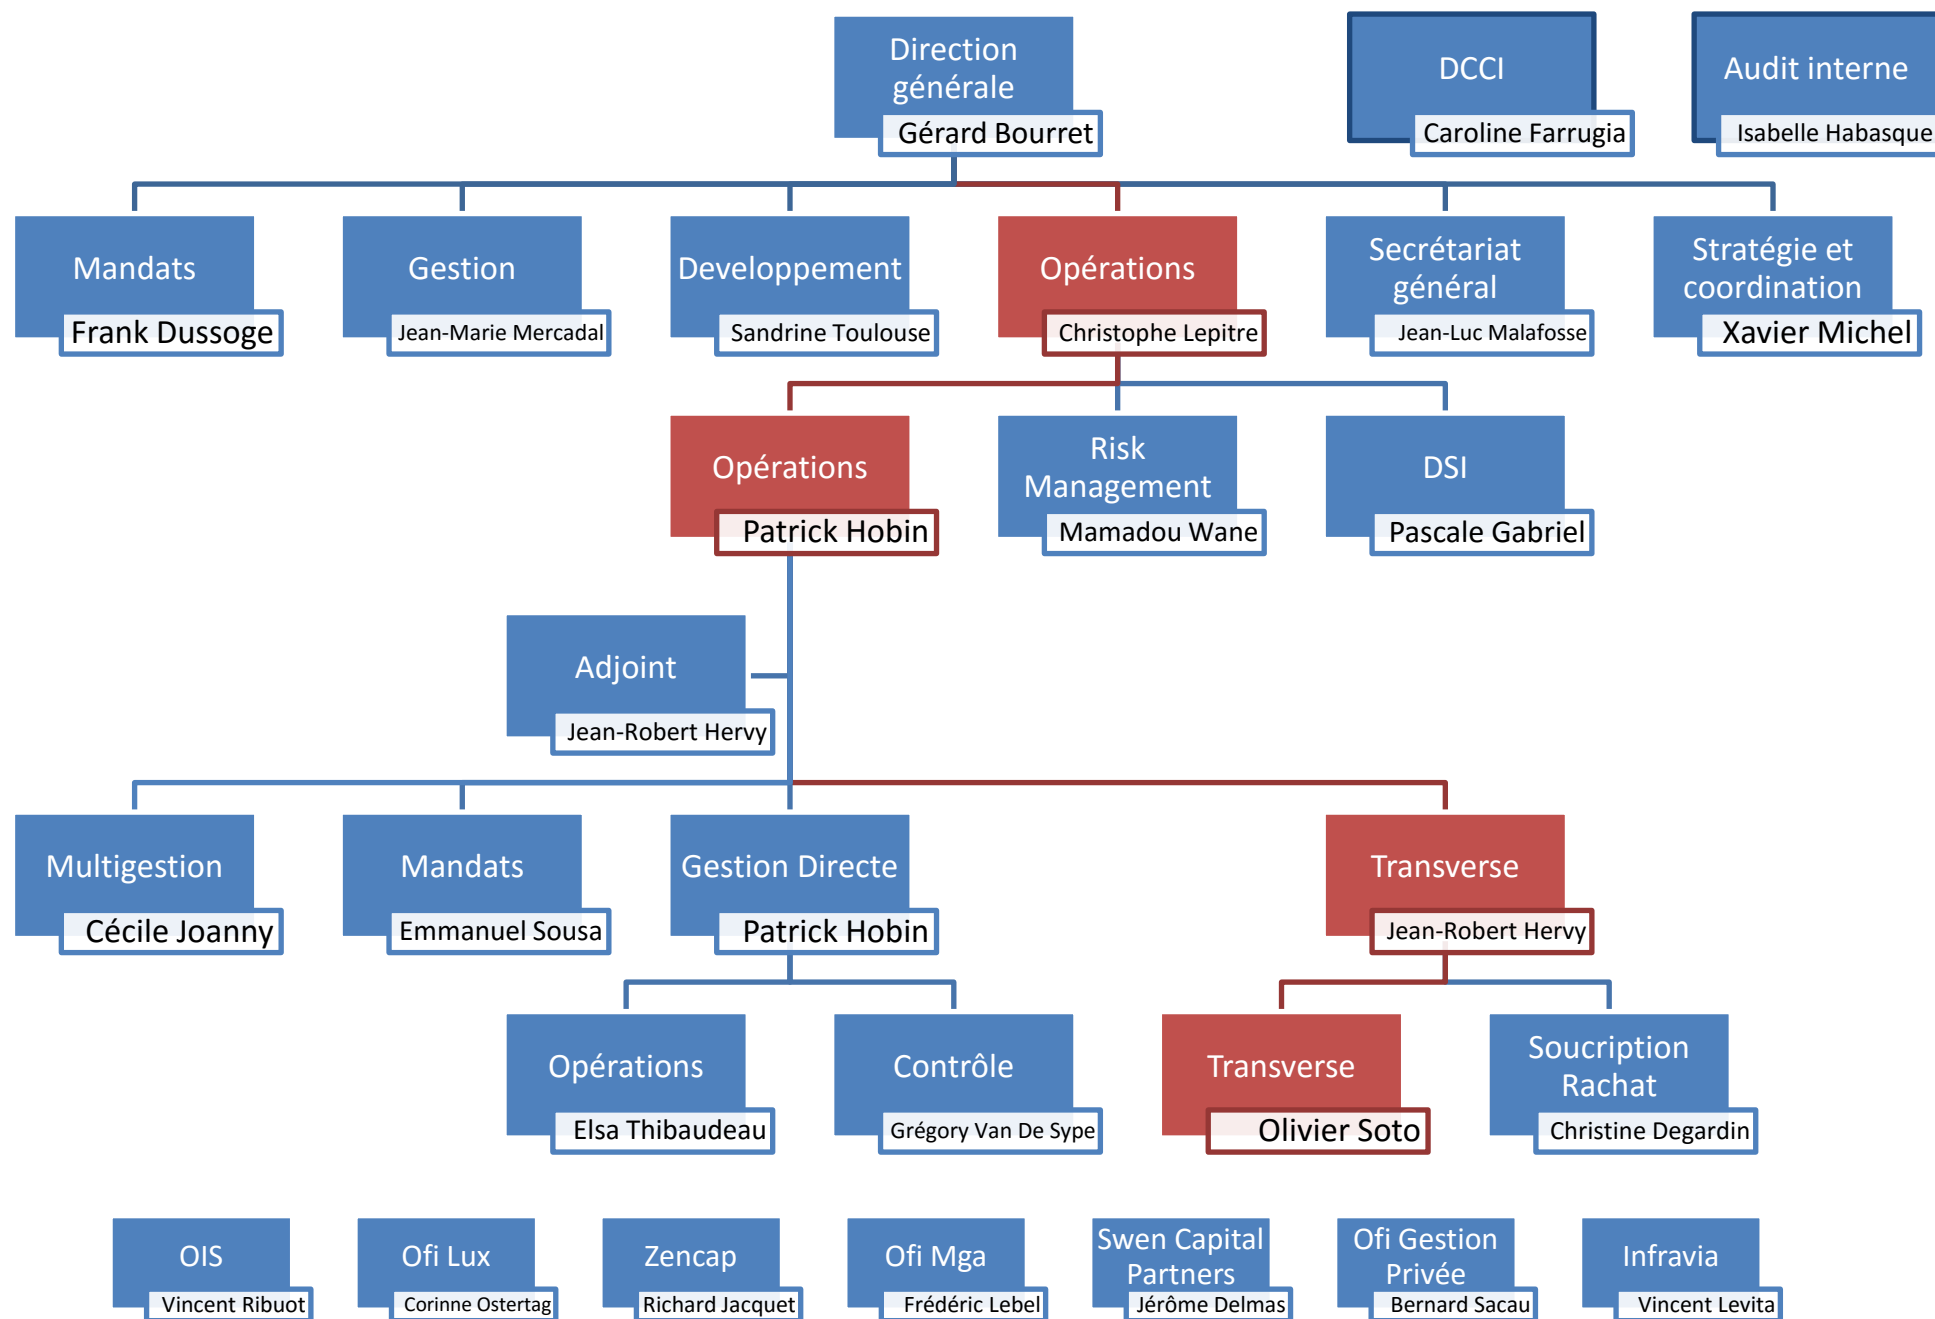 Direction
générale
Gérard Bourret
DCCI
Caroline Farrugia
Audit interne
Isabelle Habasque
Mandats
Frank Dussoge
Gestion
Jean-Marie Mercadal
Developpement
Sandrine Toulouse
Opérations
Christophe Lepitre
Secrétariat
général
Jean-Luc Malafosse
Stratégie et
coordination
Xavier Michel
Opérations
Patrick Hobin
Risk
Management
Mamadou Wane
DSI
Pascale Gabriel
Adjoint
Jean-Robert Hervy
Multigestion
Cécile Joanny
Mandats
Emmanuel Sousa
Gestion Directe
Patrick Hobin
Transverse
Jean-Robert Hervy
Opérations
Elsa Thibaudeau
Contrôle
Grégory Van De Sype
Transverse
Olivier Soto
Soucription
Rachat
Christine Degardin
OIS
Vincent Ribuot
Ofi Lux
Corinne Ostertag
Zencap
Richard Jacquet
Ofi Mga
Frédéric Lebel
Swen Capital
Partners
Jérôme Delmas
Ofi Gestion
Privée
Bernard Sacau
Infravia
Vincent Levita